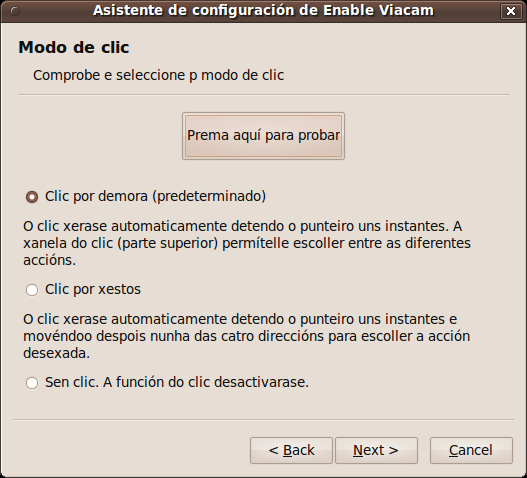 Asistente de configuración de Enable Viacam
Modo de clic
Comprobe e seleccione p modo de clic
Prema aquí para probar
Clic por demora (predeterminado)
O clic xerase automaticamente detendo o punteiro uns instantes. A
xanela do clic (parte superior) permítelle escoller entre as diferentes
accións.
Clic por xestos
O clic xerase automaticamente detendo o punteiro uns instantes e
movéndoo despois nunha das catro direccións para escoller a acción
desexada.
Sen clic. A función do clic desactivarase.
< Back
Next >
Cancel